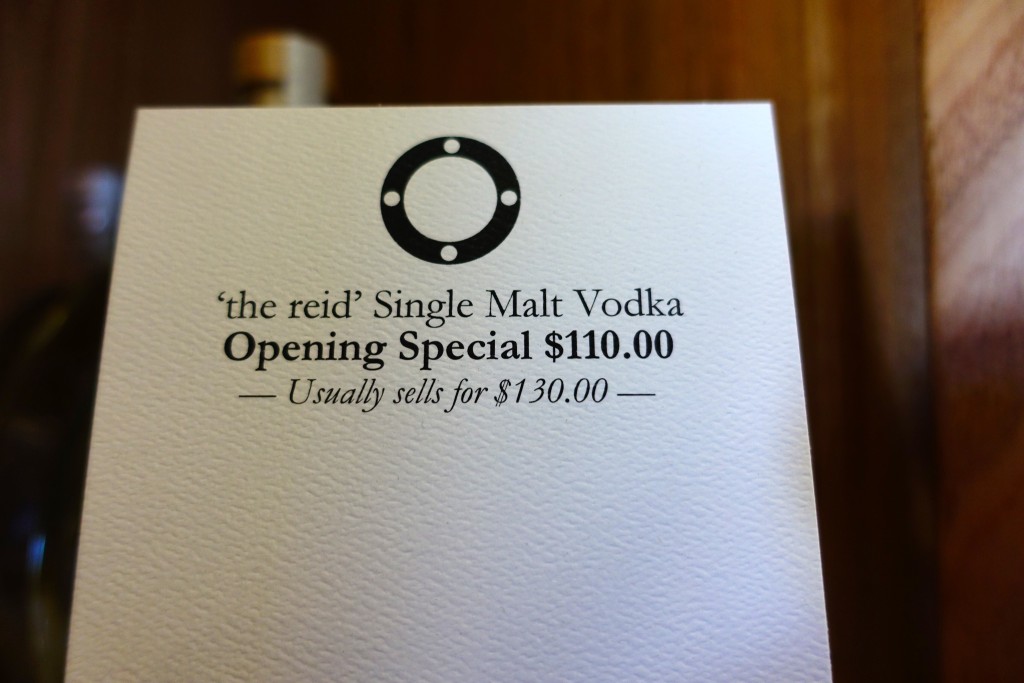 ‘the reid’ Single Malt Vodka
Opening Special $110.00
— Usually sells for $130.00 —